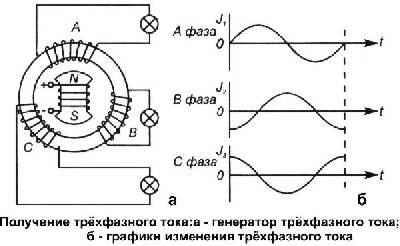 A
N
+
-
S
B
C
а
А фаза
J₁
0
t
В фаза
J₂
0
t
С фаза
J₃
0
t
б
Получение трёхфазного тока:а - генератор трёхфазного тока;
б - графики изменения трёхфазного тока